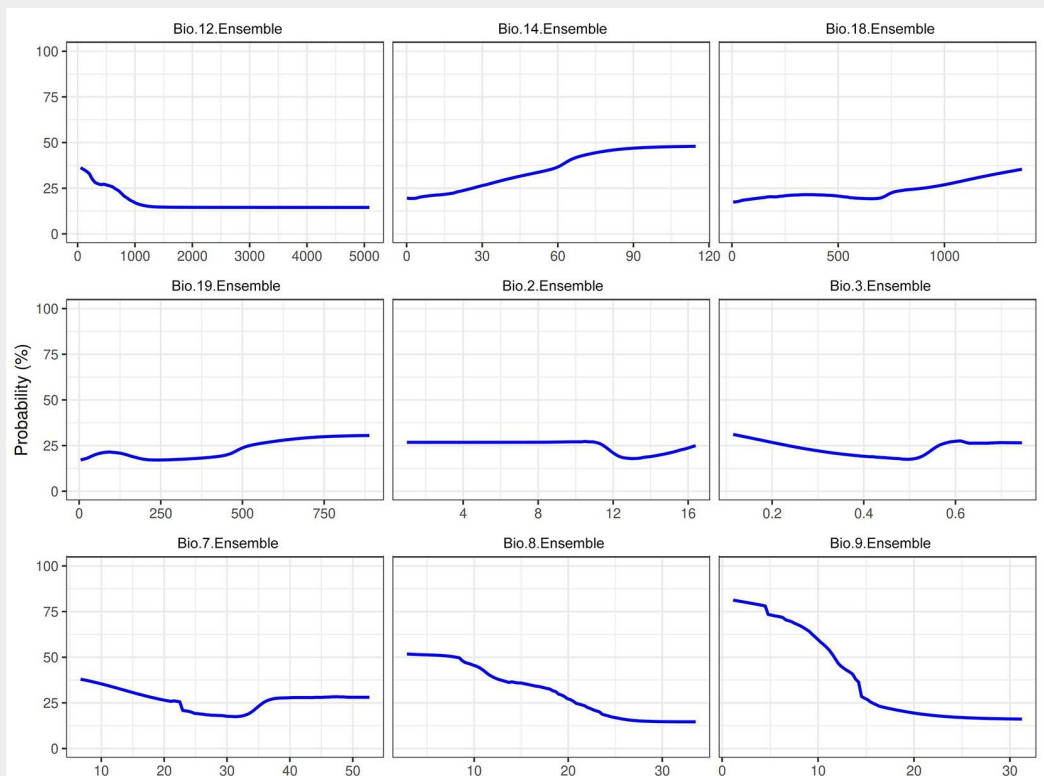 Bio.12.Ensemble Bio.14.Ensemble Bio.18.Ensemble
100
75
50
25
0
0 1000 2000 3000 4000 5000 0 30 60 90 120 0 500 1000
Bio.19.Ensemble Bio.2.Ensemble Bio.3.Ensemble
100
75
50
25
0
0 250 500 750 4 8 12 16 0.2 0.4 0.6
Probability (%)
Bio.7.Ensemble Bio.8.Ensemble Bio.9.Ensemble
100
75
50
25
0
10 20 30 40 50 10 20 30 0 10 20 30